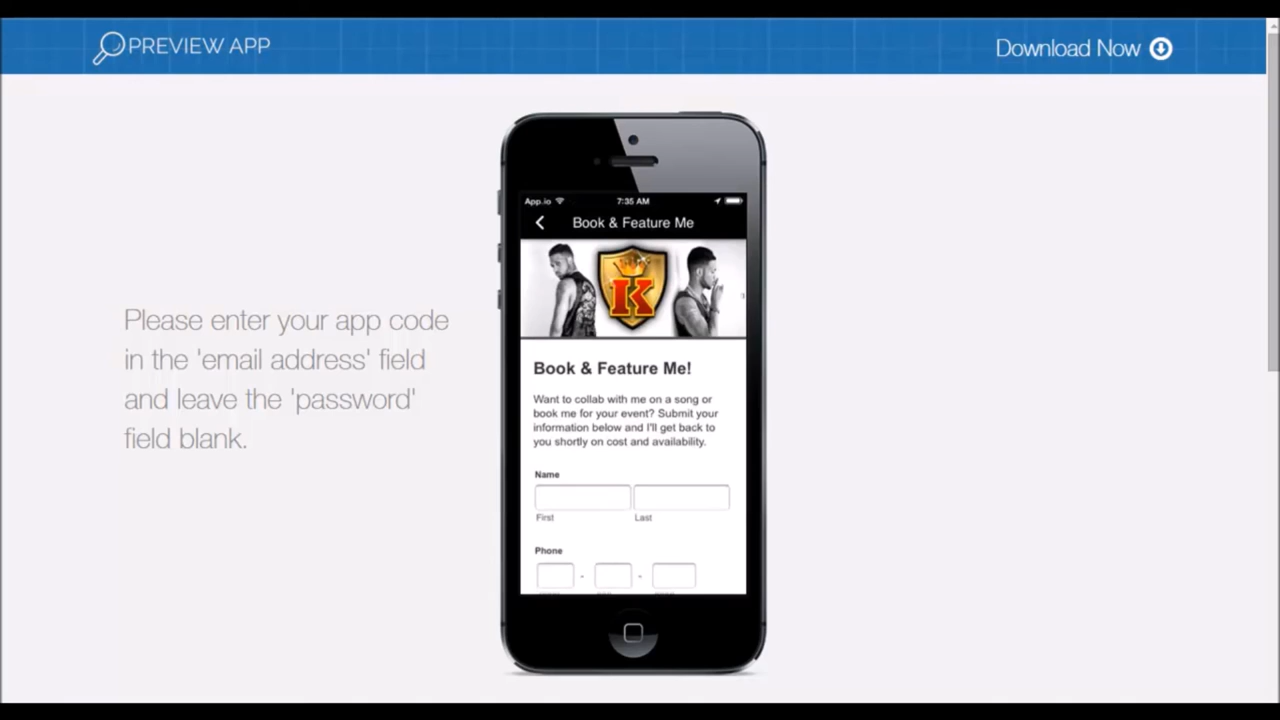 PREVIEW APP
Download Now
Please enter your app code
in the 'email address' field
and leave the 'password'
field blank.
App.io
7:35 AM
Book & Feature Me
K
Book & Feature Me!
Want to collab with me on a song or
book me for your event? Submit your
information below and I'll get back to
you shortly on cost and availability.
Name
First Last
Phone
- -